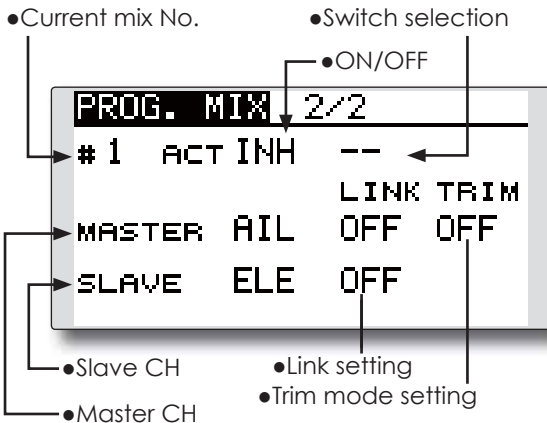 ●Current mix No.
●Switch selection
●ON/OFF
PROG. MIX 2/2
#1 ACT INH --
LINK TRIM
MASTER AIL OFF OFF
SLAVE ELE OFF
●Slave CH
●Link setting
●Trim mode setting
●Master CH